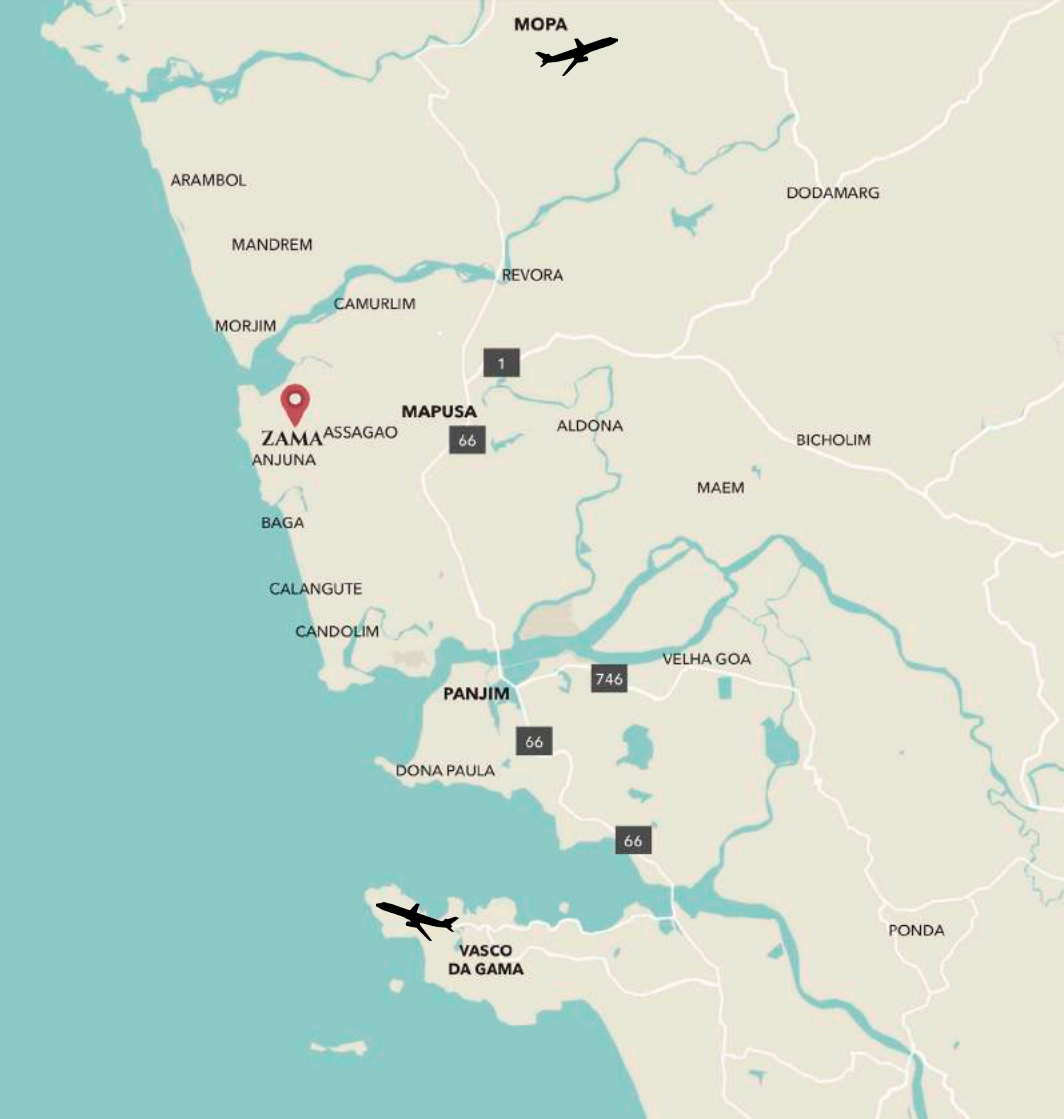 MOPA
ARAMBOL
DODAMARG
MANDREM
REVORA
CAMURLIM
MORJIM
1
MAPUSA
ALDONA
ZAMA
ASSAGAO
66
BICHOLIM
ANJUNA
MAEM
BAGA
CALANGUTE
CANDOLIM
VELHA GOA
746
PANJIM
66
DONA PAULA
66
PONDA
VASCO
DA GAMA